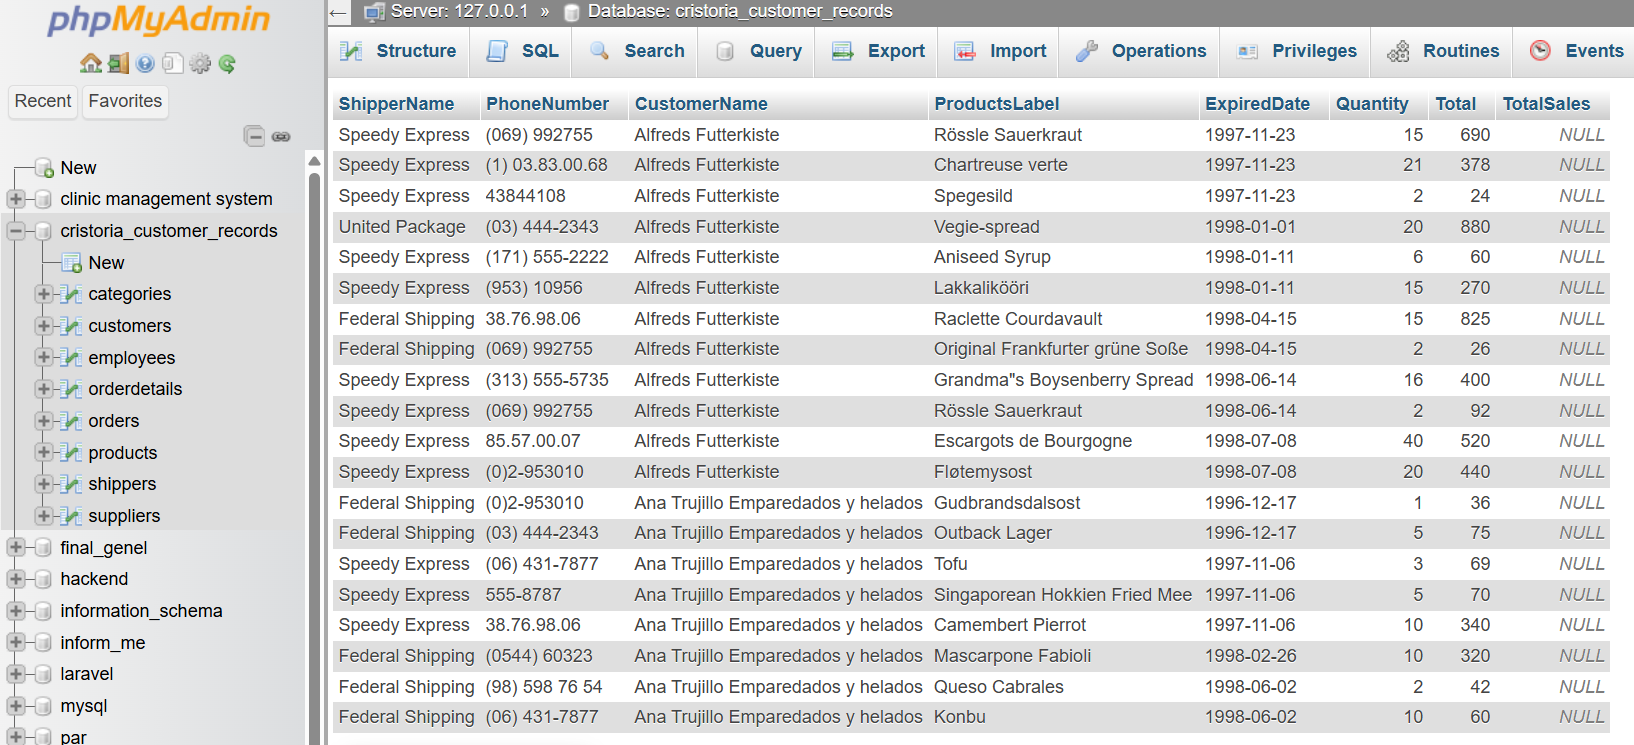 phpMyAdmin
Recent Favorites
New
clinic management system
cristoria_customer_records
New
categories
customers
employees
orderdetails
orders
products
shippers
suppliers
final_genel
hackend
information_schema
inform_me
laravel
mysql
par
← Server: 127.0.0.1 » Database: cristoria_customer_records
Structure SQL Search Query Export Import Operations Privileges Routines Events
ShipperName PhoneNumber CustomerName ProductsLabel ExpiredDate Quantity Total TotalSales
Speedy Express (069) 992755 Alfreds Futterkiste Rössle Sauerkraut 1997-11-23 15 690 NULL
Speedy Express (1) 03.83.00.68 Alfreds Futterkiste Chartreuse verte 1997-11-23 21 378 NULL
Speedy Express 43844108 Alfreds Futterkiste Spegesild 1997-11-23 2 24 NULL
United Package (03) 444-2343 Alfreds Futterkiste Vegie-spread 1998-01-01 20 880 NULL
Speedy Express (171) 555-2222 Alfreds Futterkiste Aniseed Syrup 1998-01-11 6 60 NULL
Speedy Express (953) 10956 Alfreds Futterkiste Lakkalikööri 1998-01-11 15 270 NULL
Federal Shipping 38.76.98.06 Alfreds Futterkiste Raclette Courdavault 1998-04-15 15 825 NULL
Federal Shipping (069) 992755 Alfreds Futterkiste Original Frankfurter grüne Soße 1998-04-15 2 26 NULL
Speedy Express (313) 555-5735 Alfreds Futterkiste Grandma"s Boysenberry Spread 1998-06-14 16 400 NULL
Speedy Express (069) 992755 Alfreds Futterkiste Rössle Sauerkraut 1998-06-14 2 92 NULL
Speedy Express 85.57.00.07 Alfreds Futterkiste Escargots de Bourgogne 1998-07-08 40 520 NULL
Speedy Express (0)2-953010 Alfreds Futterkiste Fløtemysost 1998-07-08 20 440 NULL
Federal Shipping (0)2-953010 Ana Trujillo Emparedados y helados Gudbrandsdalsost 1996-12-17 1 36 NULL
Federal Shipping (03) 444-2343 Ana Trujillo Emparedados y helados Outback Lager 1996-12-17 5 75 NULL
Speedy Express (06) 431-7877 Ana Trujillo Emparedados y helados Tofu 1997-11-06 3 69 NULL
Speedy Express 555-8787 Ana Trujillo Emparedados y helados Singaporean Hokkien Fried Mee 1997-11-06 5 70 NULL
Speedy Express 38.76.98.06 Ana Trujillo Emparedados y helados Camembert Pierrot 1997-11-06 10 340 NULL
Federal Shipping (0544) 60323 Ana Trujillo Emparedados y helados Mascarpone Fabioli 1998-02-26 10 320 NULL
Federal Shipping (98) 598 76 54 Ana Trujillo Emparedados y helados Queso Cabrales 1998-06-02 2 42 NULL
Federal Shipping (06) 431-7877 Ana Trujillo Emparedados y helados Konbu 1998-06-02 10 60 NULL